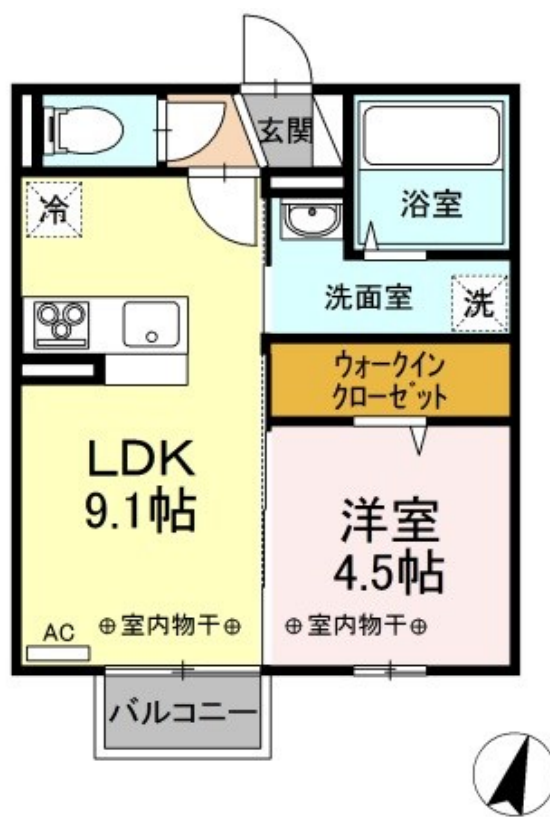 玄関
浴室
冷
洗面室
洗
ウォークイン
クローゼット
LDK
9.1帖
洋室
4.5帖
AC
⊕室内物干⊕
⊕室内物干⊕
バルコニー